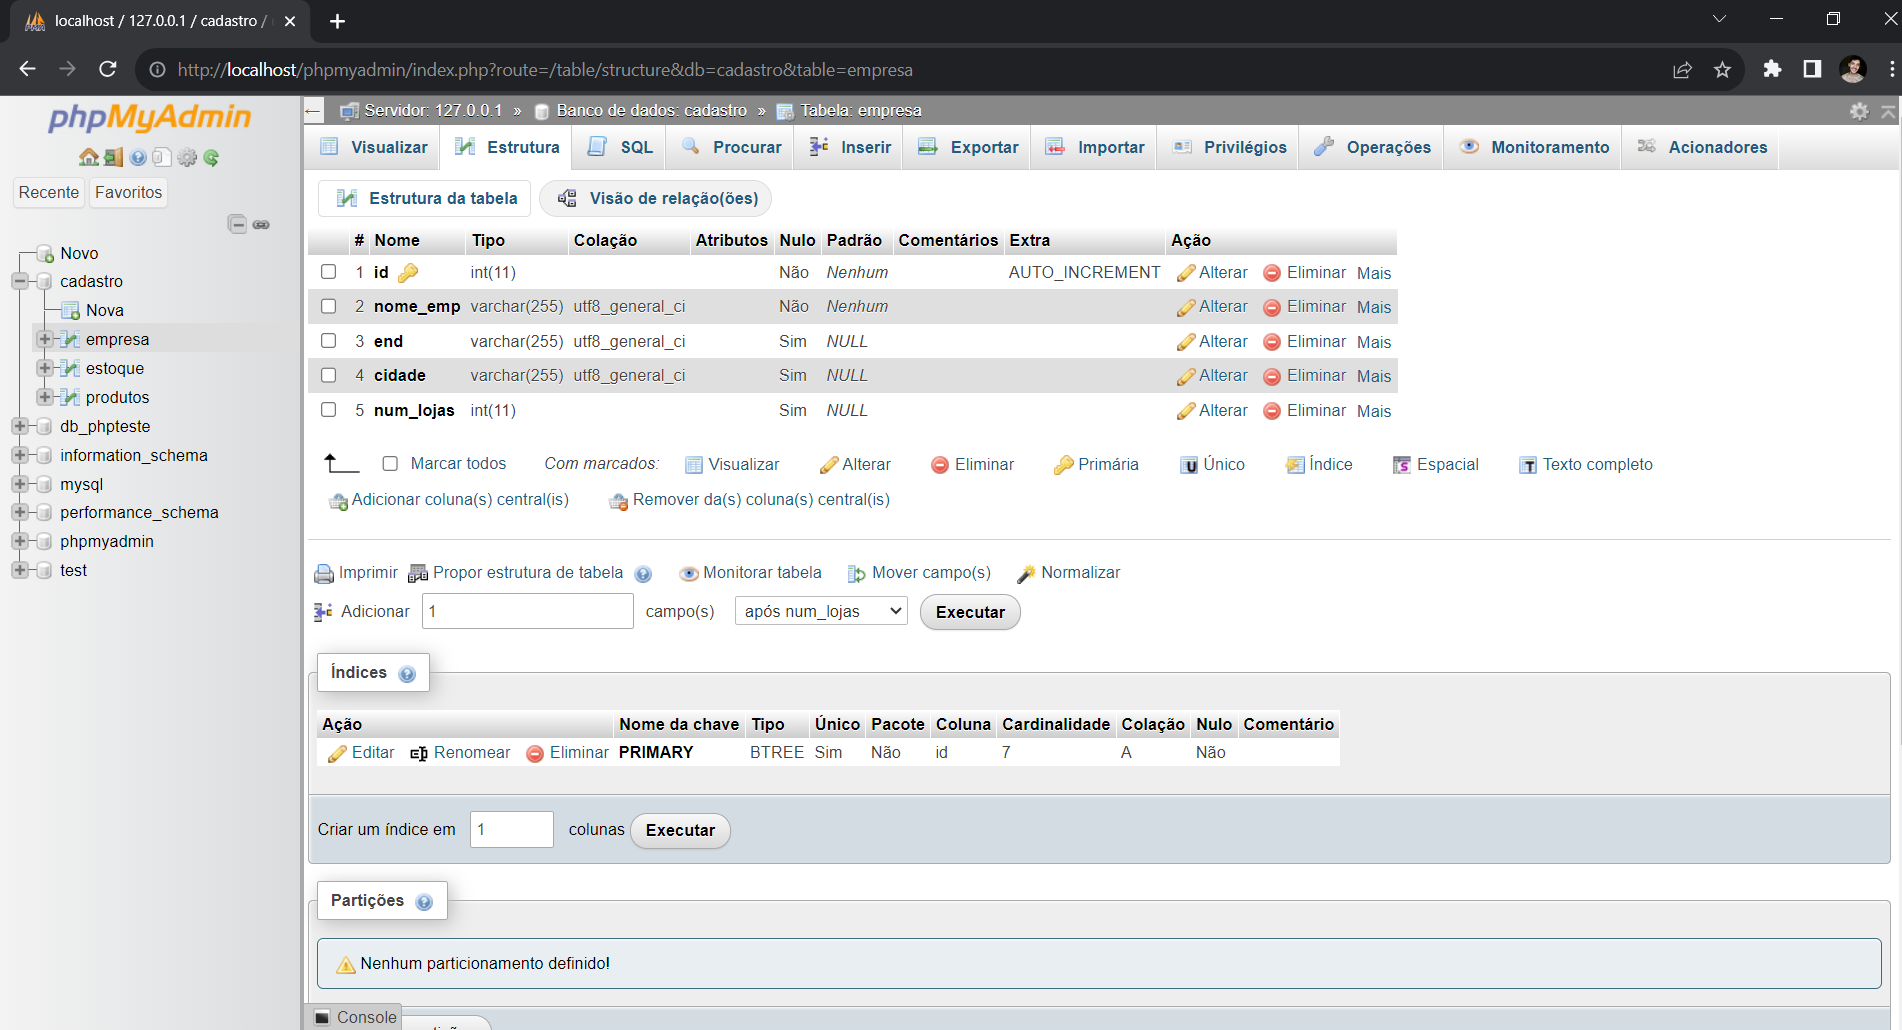 localhost / 127.0.0.1 / cadastro /
http://localhost/phpmyadmin/index.php?route=/table/structure&db=cadastro&table=empresa
phpMyAdmin
Recente Favoritos
Novo
cadastro
Nova
empresa
estoque
produtos
db_phpteste
information_schema
mysql
performance_schema
phpmyadmin
test
Servidor: 127.0.0.1 » Banco de dados: cadastro » Tabela: empresa
Visualizar Estrutura SQL Procurar Inserir Exportar Importar Privilégios Operações Monitoramento Acionadores
Estrutura da tabela Visão de relação(ões)
# Nome Tipo Colação Atributos Nulo Padrão Comentários Extra Ação
1 id int(11) Não Nenhum AUTO_INCREMENT Alterar Eliminar Mais
2 nome_emp varchar(255) utf8_general_ci Não Nenhum Alterar Eliminar Mais
3 end varchar(255) utf8_general_ci Sim NULL Alterar Eliminar Mais
4 cidade varchar(255) utf8_general_ci Sim NULL Alterar Eliminar Mais
5 num_lojas int(11) Sim NULL Alterar Eliminar Mais
Marcar todos Com marcados: Visualizar Alterar Eliminar Primária Único Índice Espacial Texto completo
Adicionar coluna(s) central(is) Remover da(s) coluna(s) central(is)
Imprimir Propor estrutura de tabela Monitorar tabela Mover campo(s) Normalizar
Adicionar 1 campo(s) após num_lojas Executar
Índices
Ação Nome da chave Tipo Único Pacote Coluna Cardinalidade Colação Nulo Comentário
Editar Renomear Eliminar PRIMARY BTREE Sim Não id 7 A Não
Criar um índice em 1 colunas Executar
Partições
Nenhum particionamento definido!
Console